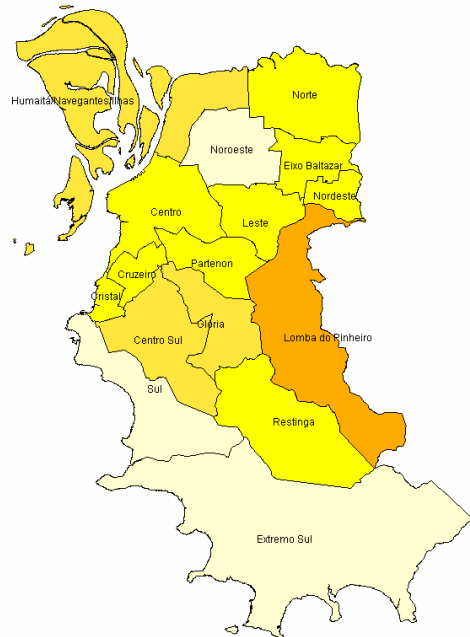 Norte
Humaitá/Navegantes/Ilhas
Noroeste
Eixo Baltazar
Nordeste
Centro
Leste
Partenon
Cruzeiro
Cristal
Glória
Centro Sul
Lomba do Pinheiro
Sul
Restinga
Extremo Sul